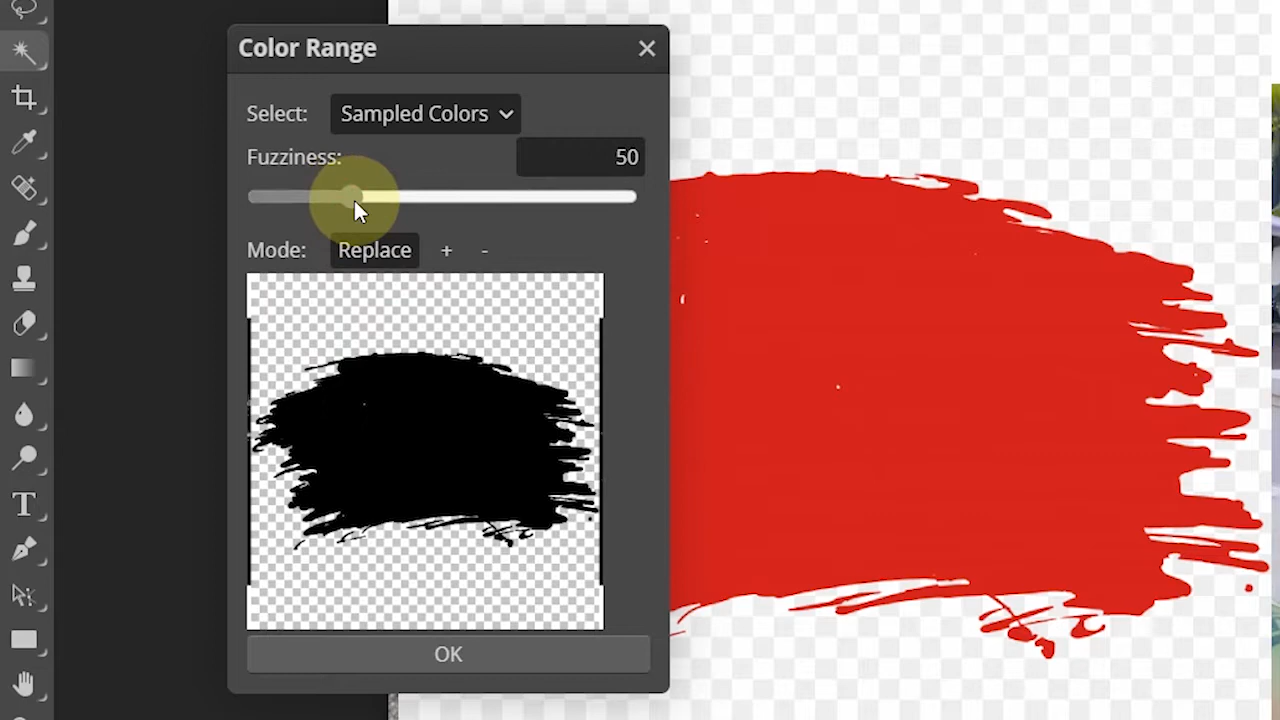 Color Range
Select: Sampled Colors
Fuzziness: 50
Mode: Replace + -
OK
T